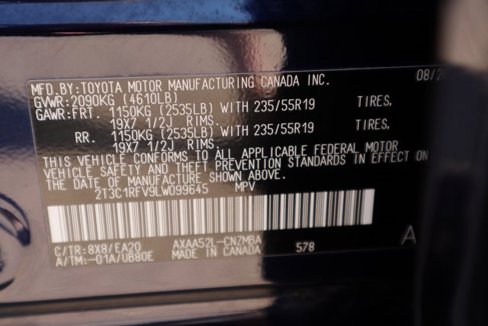 MFD.BY:TOYOTA MOTOR MANUFACTURING CANADA INC. 08/20
GVWR:2090KG (4610LB)
GAWR:FRT. 1150KG (2535LB) WITH 235/55R19 TIRES,
19X7 1/2J RIMS,
RR. 1150KG (2535LB) WITH 235/55R19 TIRES,
19X7 1/2J RIMS.
THIS VEHICLE CONFORMS TO ALL APPLICABLE FEDERAL MOTOR
VEHICLE SAFETY AND THEFT PREVENTION STANDARDS IN EFFECT ON
THE DATE OF MANUFACTURE SHOWN ABOVE.
2T3C1RFV9LW099645 MPV
C/TR:8X8/EA20 AXAA52L-CNZMBA 578 A
A/TM:-01A/UB80E MADE IN CANADA